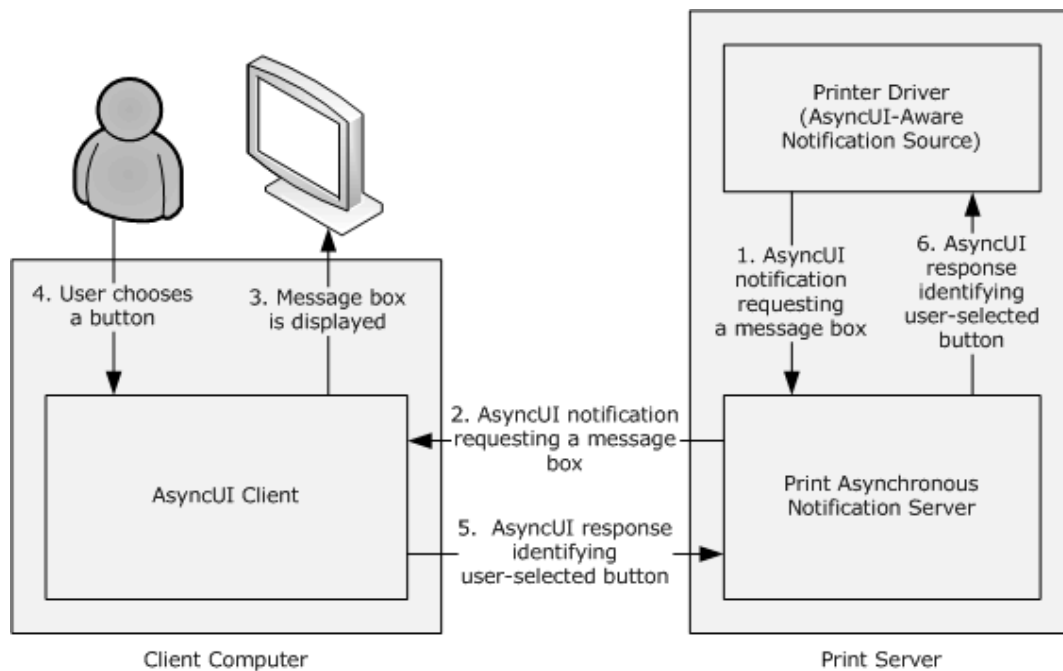 Printer Driver
(AsyncUI-Aware
Notification Source)
1. AsyncUI
notification
requesting
a message box
6. AsyncUI
response
identifying
user-selected
button
4. User chooses
a button
3. Message box
is displayed
2. AsyncUI notification
requesting a message
box
AsyncUI Client
Print Asynchronous
Notification Server
5. AsyncUI response
identifying
user-selected button
Client Computer
Print Server